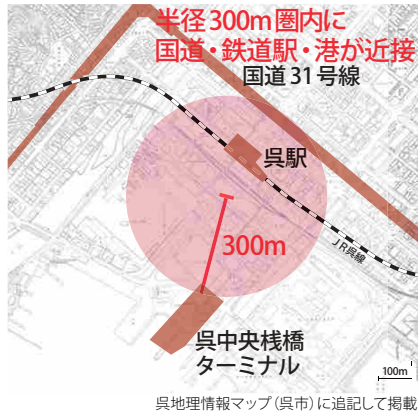 半径300m圏内に
国道・鉄道駅・港が近接
国道31号線
呉駅
300m
JR呉線
呉中央桟橋
ターミナル
100m
呉地理情報マップ(呉市)に追記して掲載